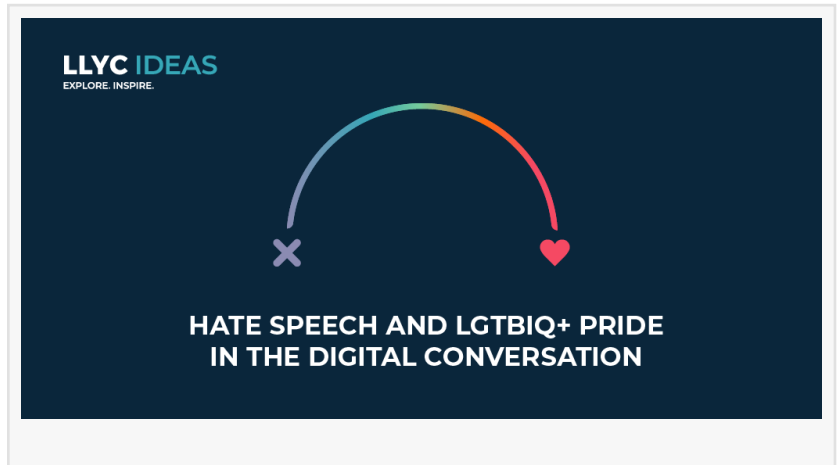 LLYC IDEAS
EXPLORE. INSPIRE.
HATE SPEECH AND LGTBIQ+ PRIDE
IN THE DIGITAL CONVERSATION